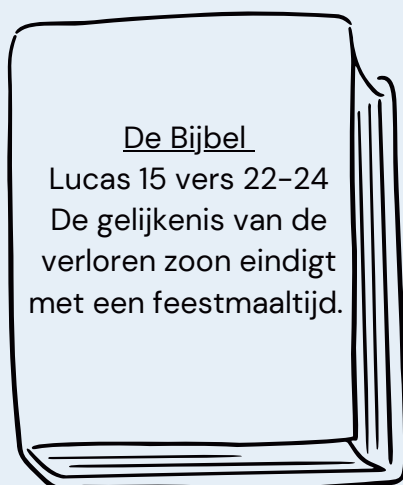 De Bijbel
Lucas 15 vers 22-24
De gelijkenis van de
verloren zoon eindigt
met een feestmaaltijd.